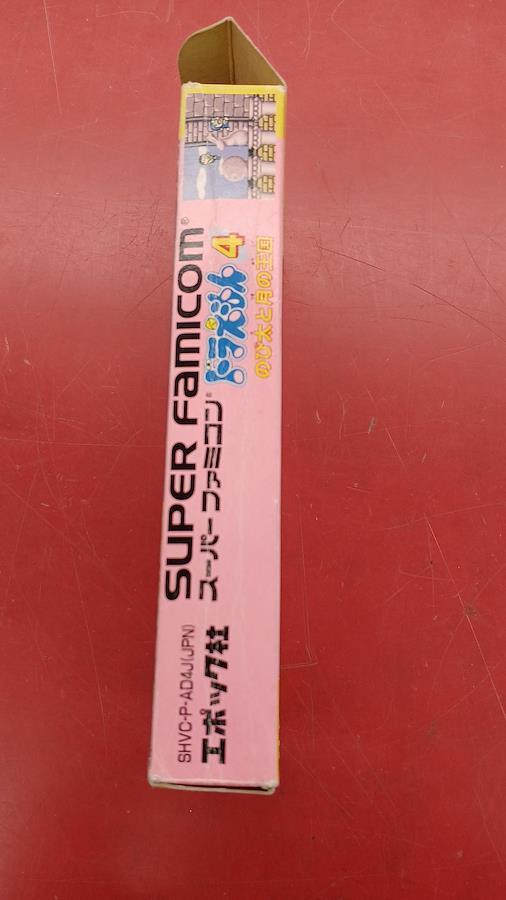 SUPER FAMICOM®
スーパーファミコン®
ドラえもん4
のび太と月の王国
SHVC-P-AD4J(JPN)
エポック社